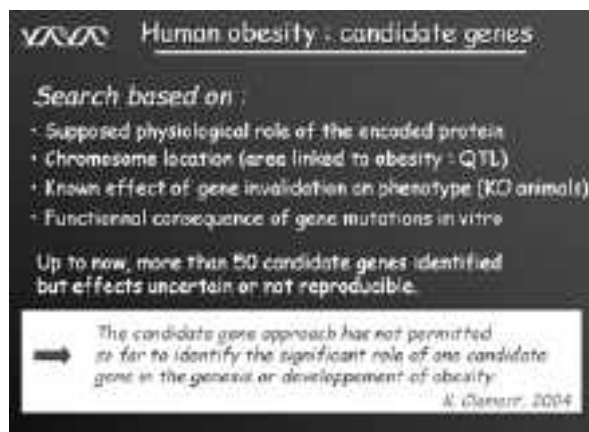 Human obesity : candidate genes
Search based on :
• Supposed physiological role of the encoded protein
• Chromosome location (area linked to obesity : QTL)
• Known effect of gene invalidation on phenotype (KO animals)
• Functionnal consequence of gene mutations in vitro
Up to now, more than 50 candidate genes identified
but effects uncertain or not reproducible.
The candidate gene approach has not permitted
so far to identify the significant role of one candidate
gene in the genesis or developpement of obesity
K. Clément, 2004